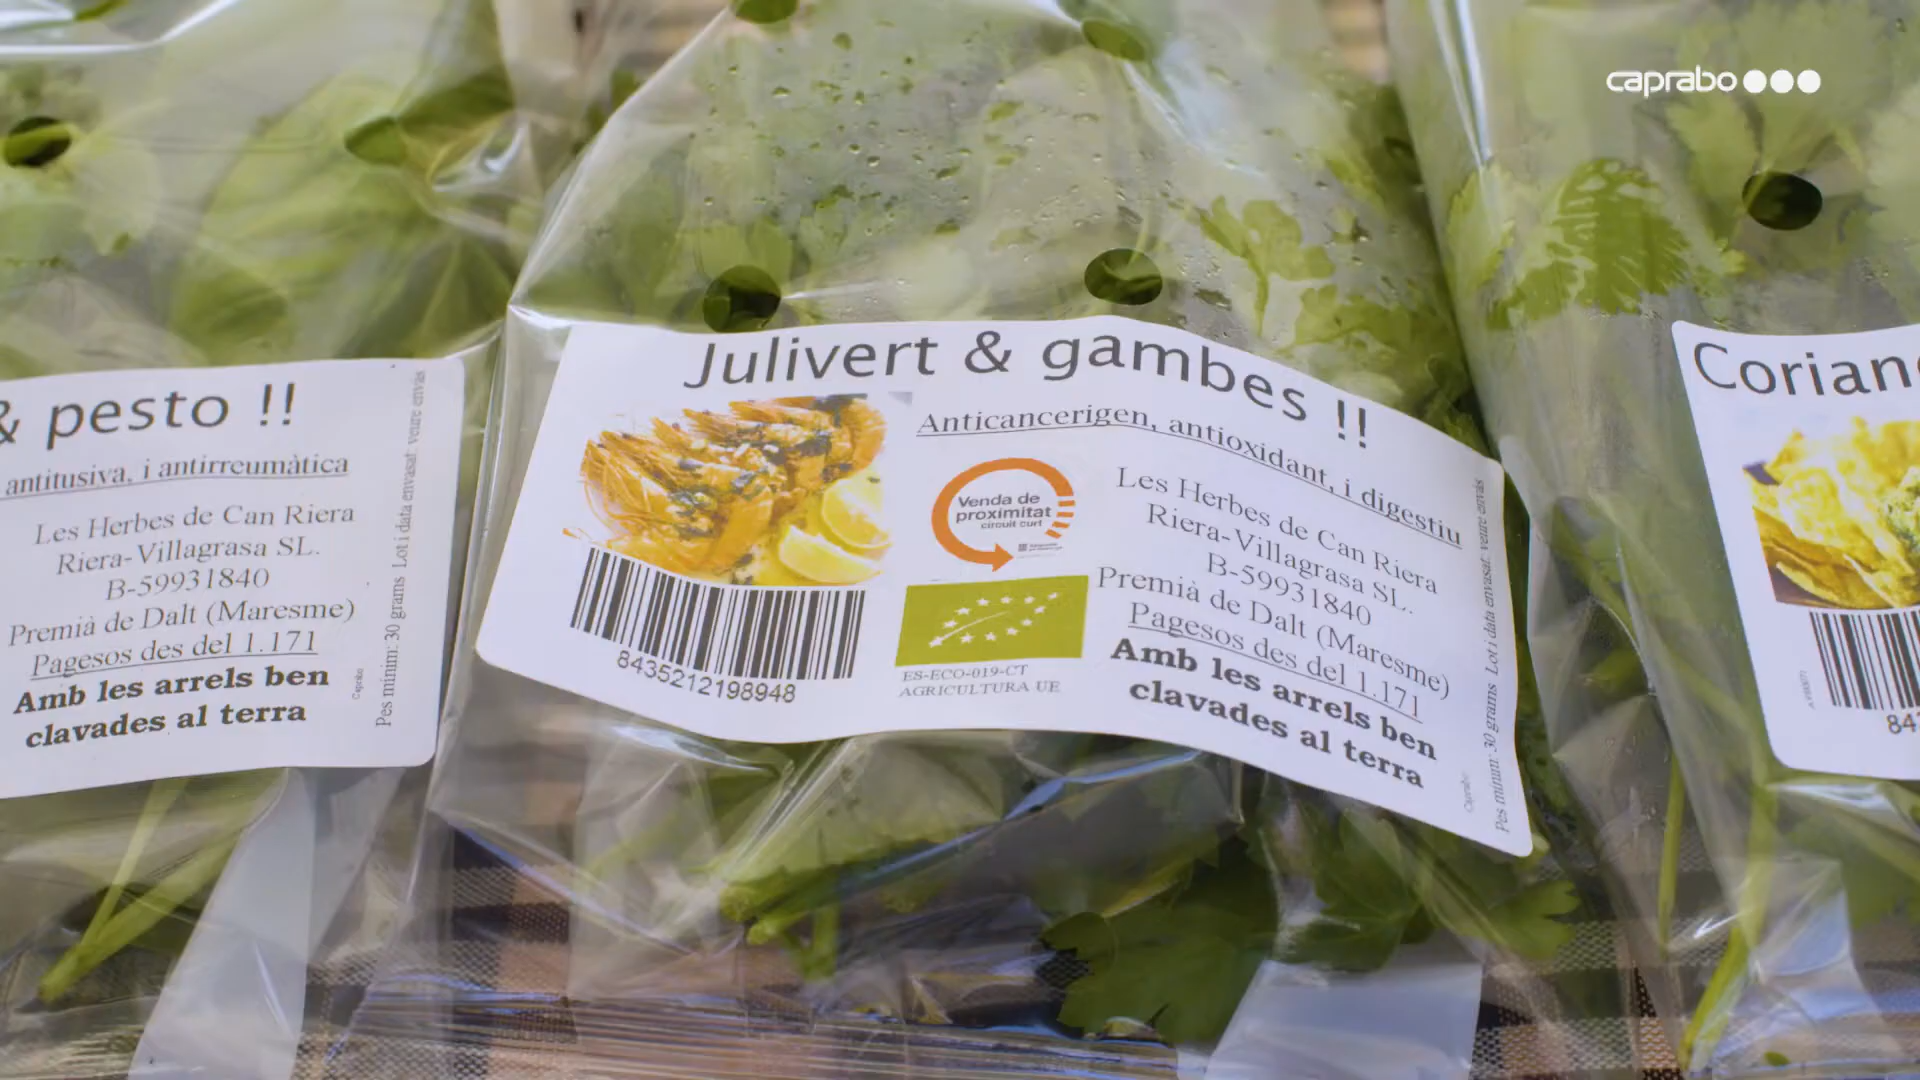 caprabo
& pesto !!
antitusiva, i antirreumàtica
Les Herbes de Can Riera
Riera-Villagrasa SL.
B-59931840
Premià de Dalt (Maresme)
Pagesos des del 1.171
Amb les arrels ben
clavades al terra
Caprabo
Pes mínim: 30 grams Lot i data envasat: veure envàs
Julivert & gambes !!
Anticancerigen, antioxidant, i digestiu
Venda de
proximitat
circuit curt
Les Herbes de Can Riera
Riera-Villagrasa SL.
B-59931840
Premià de Dalt (Maresme)
Pagesos des del 1.171
Amb les arrels ben
clavades al terra
8435212198948
ES-ECO-019-CT
AGRICULTURA UE
Caprabo
Pes mínim: 30 grams Lot i data envasat: veure envàs
Corian
84